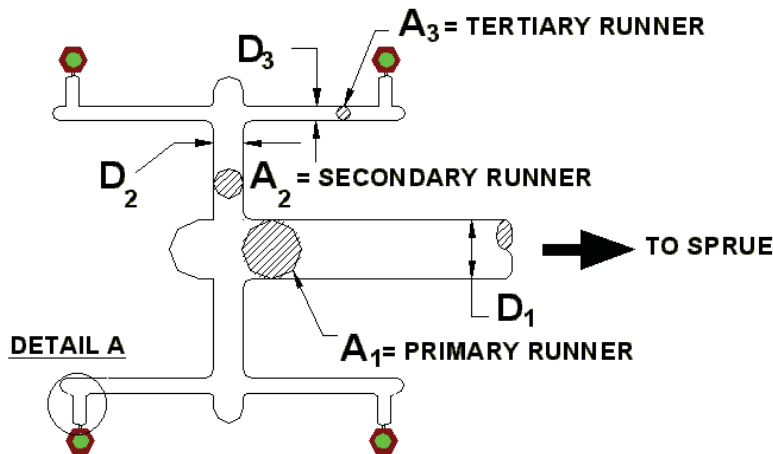 A3 = TERTIARY RUNNER
D3
D2
A2 = SECONDARY RUNNER
TO SPRUE
D1
DETAIL A
A1 = PRIMARY RUNNER